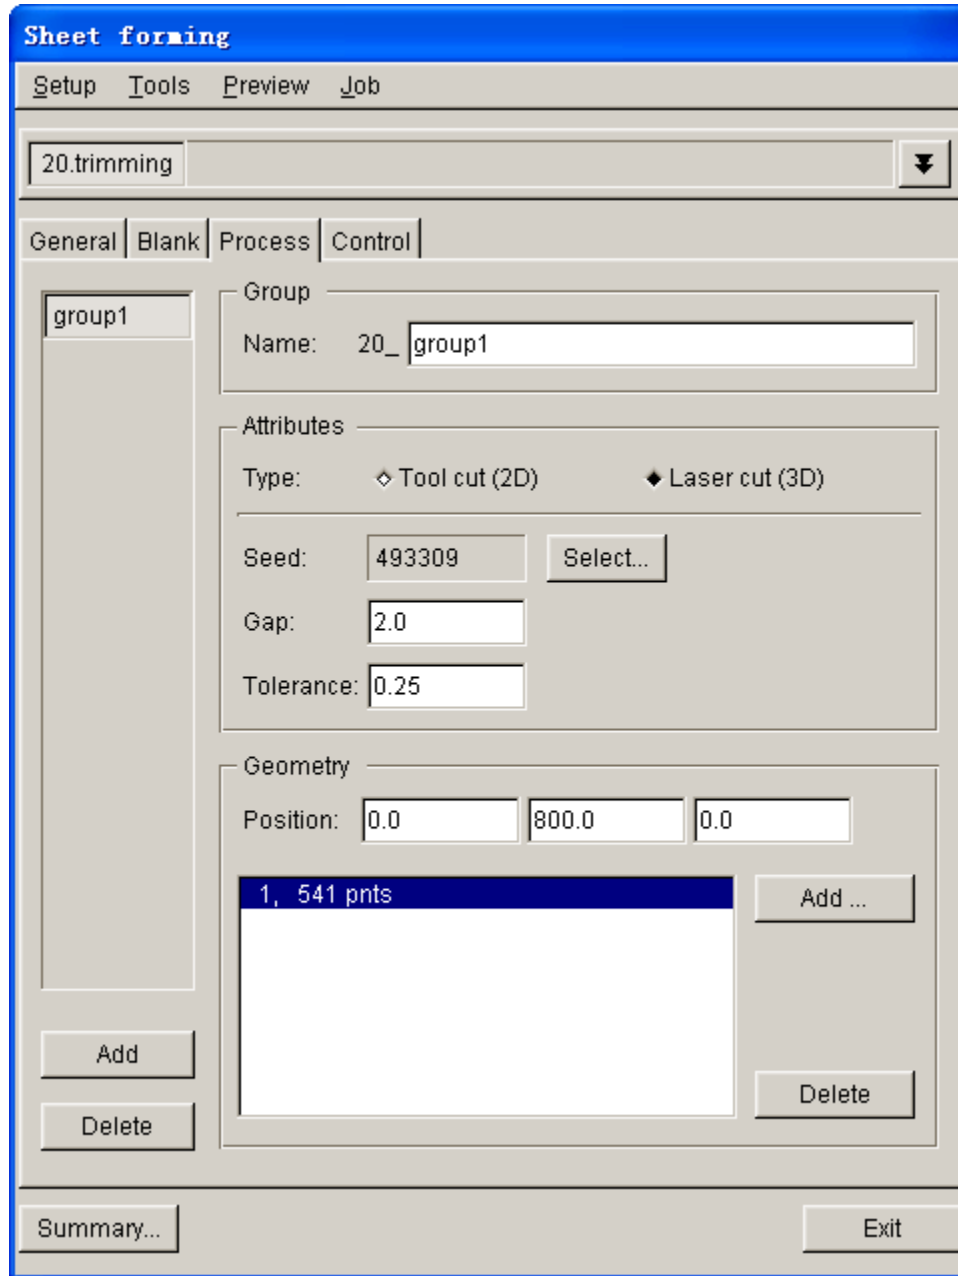 Sheet forming
Setup Tools Preview Job
20.trimming
General Blank Process Control
group1
Group
Name: 20_ group1
Attributes
Type: Tool cut (2D) Laser cut (3D)
Seed: 493309 Select...
Gap: 2.0
Tolerance: 0.25
Geometry
Position: 0.0 800.0 0.0
1, 541 pnts
Add ...
Delete
Add
Delete
Summary... Exit